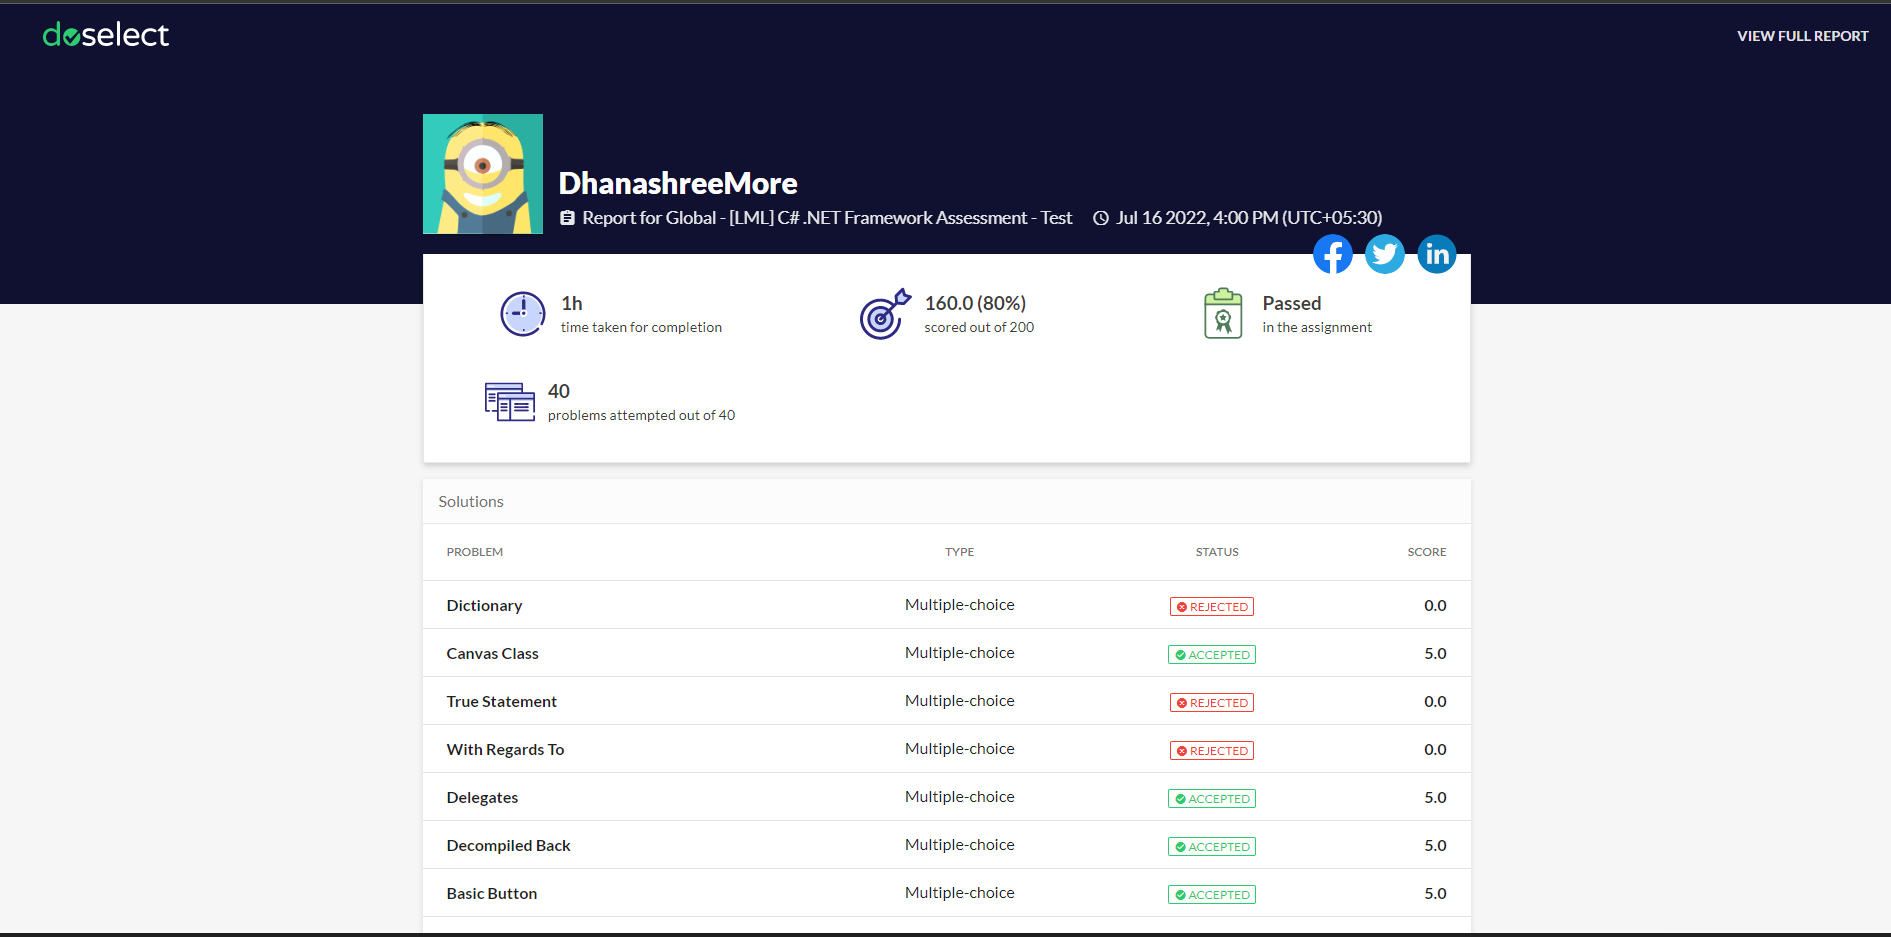 doselect
VIEW FULL REPORT
DhanashreeMore
Report for Global - [LML] C# .NET Framework Assessment - Test Jul 16 2022, 4:00 PM (UTC+05:30)
1h
time taken for completion
160.0 (80%)
scored out of 200
Passed
in the assignment
40
problems attempted out of 40
Solutions
PROBLEM TYPE STATUS SCORE
Dictionary Multiple-choice REJECTED 0.0
Canvas Class Multiple-choice ACCEPTED 5.0
True Statement Multiple-choice REJECTED 0.0
With Regards To Multiple-choice REJECTED 0.0
Delegates Multiple-choice ACCEPTED 5.0
Decompiled Back Multiple-choice ACCEPTED 5.0
Basic Button Multiple-choice ACCEPTED 5.0